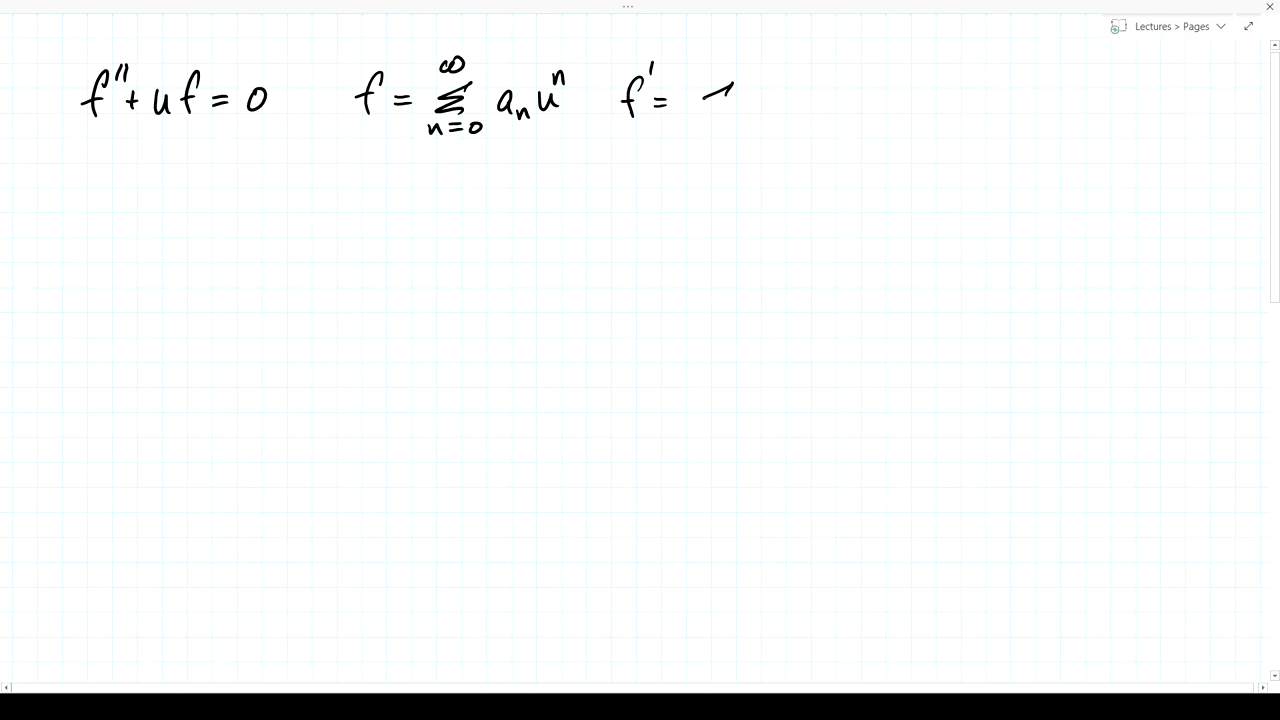 Lectures > Pages
f'' + uf = 0 f = ∑_{n=0}^{∞} a_n u^n f' =